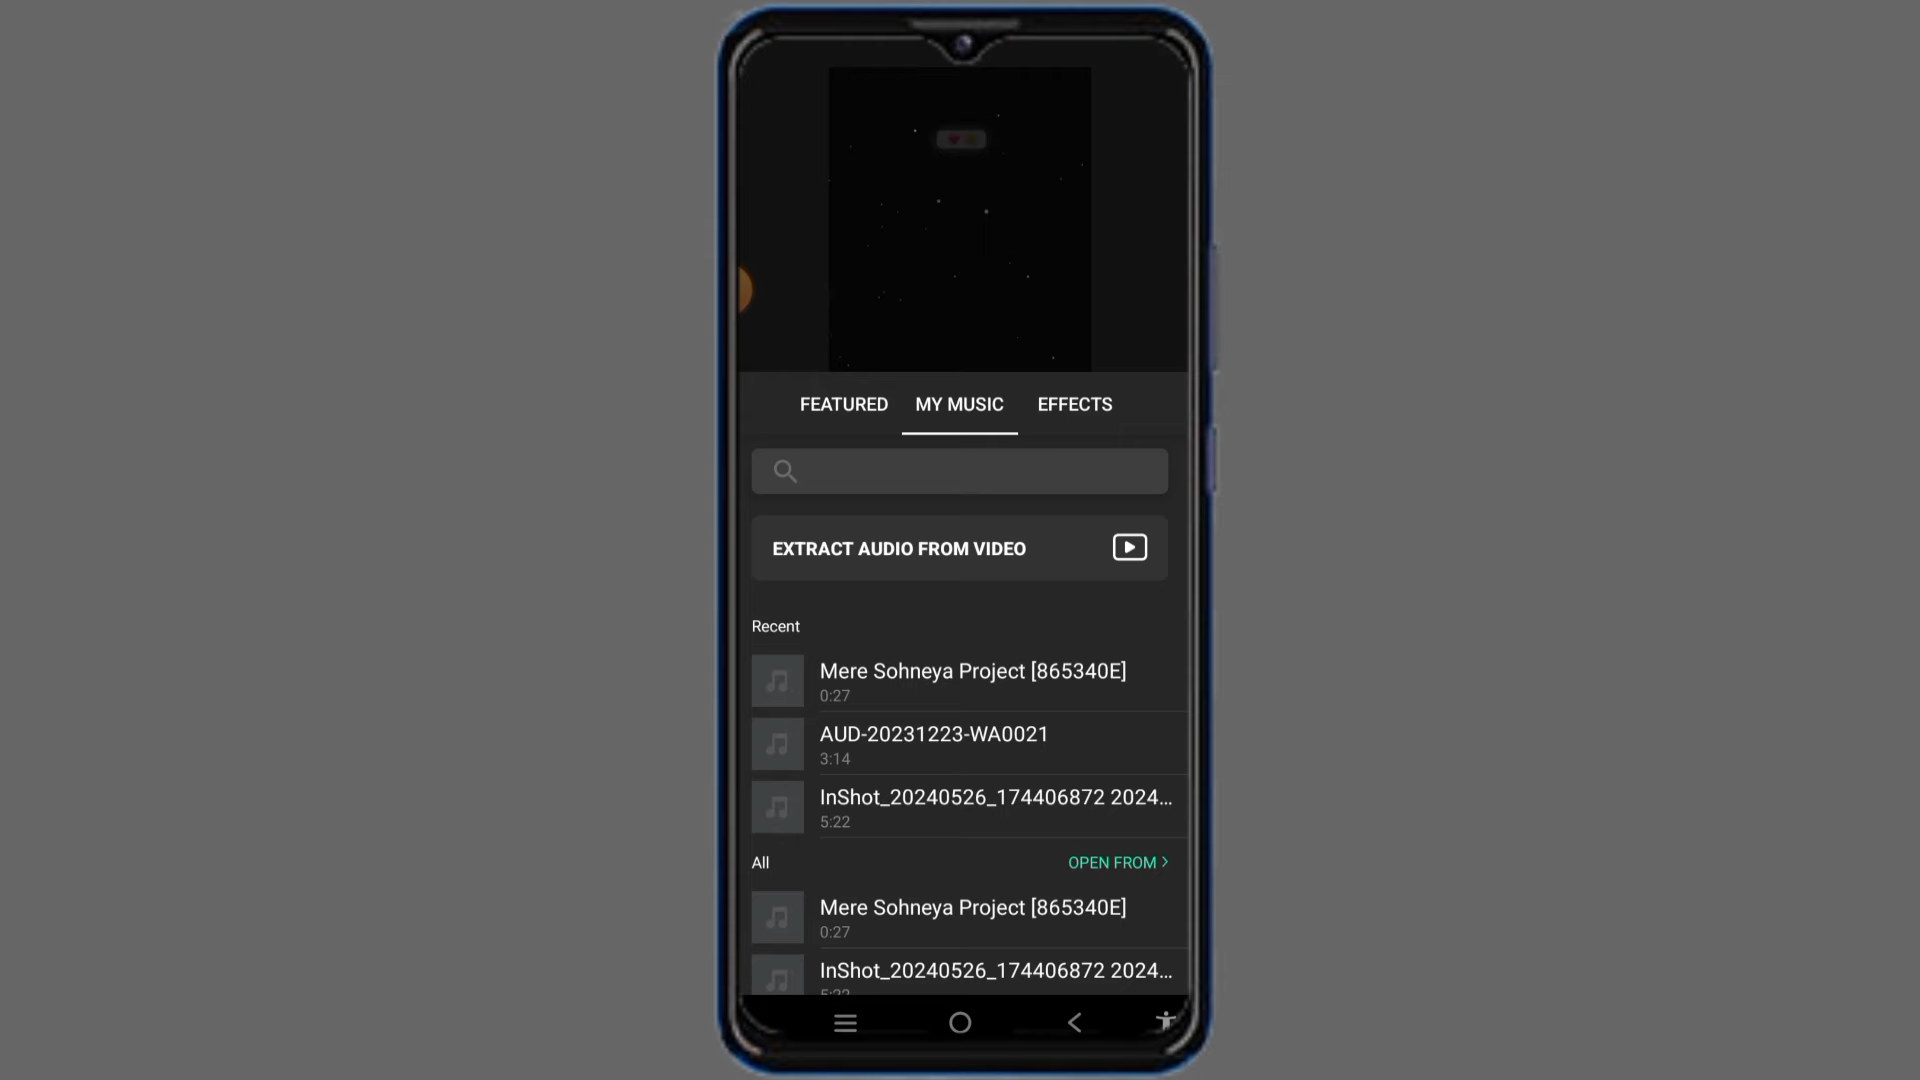 FEATURED MY MUSIC EFFECTS
EXTRACT AUDIO FROM VIDEO
Recent
Mere Sohneya Project [865340E]
0:27
AUD-20231223-WA0021
3:14
InShot_20240526_174406872 2024...
5:22
All OPEN FROM >
Mere Sohneya Project [865340E]
0:27
InShot_20240526_174406872 2024...
5:22